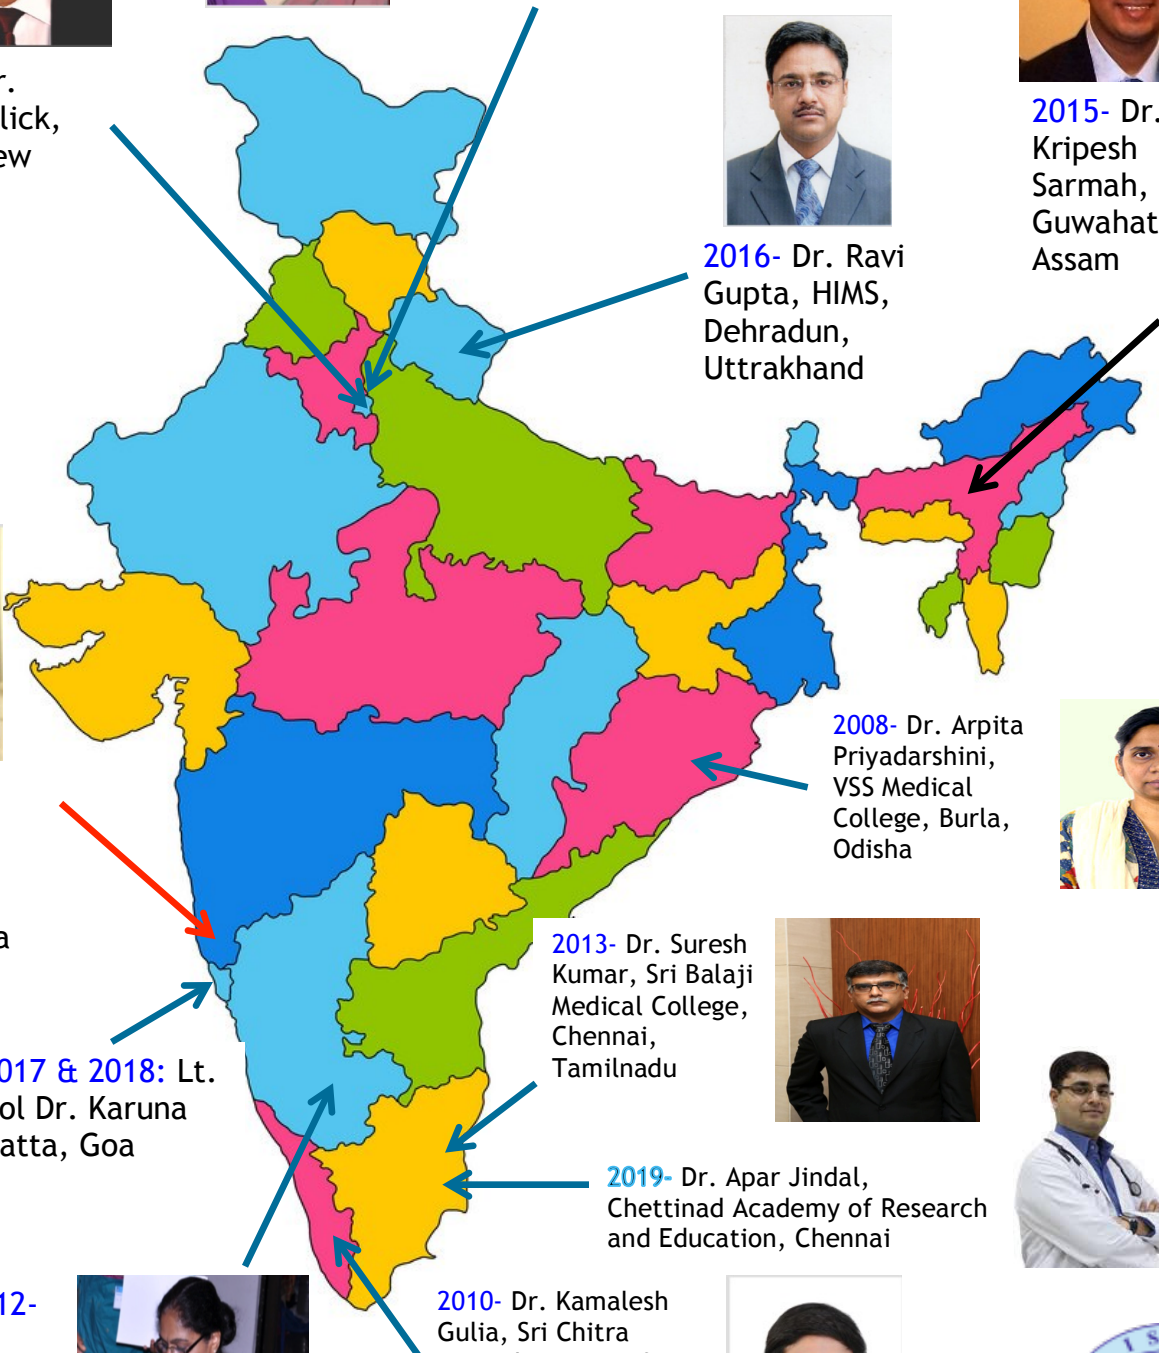 r.
lick,
ew
2016- Dr. Ravi
Gupta, HIMS,
Dehradun,
Uttrakhand
2015- Dr.
Kripesh
Sarmah,
Guwahat
Assam
2008- Dr. Arpita
Priyadarshini,
VSS Medical
College, Burla,
Odisha
a
2013- Dr. Suresh
Kumar, Sri Balaji
Medical College,
Chennai,
Tamilnadu
017 & 2018: Lt.
ol Dr. Karuna
atta, Goa
2019- Dr. Apar Jindal,
Chettinad Academy of Research
and Education, Chennai
12-
2010- Dr. Kamalesh
Gulia, Sri Chitra
I S